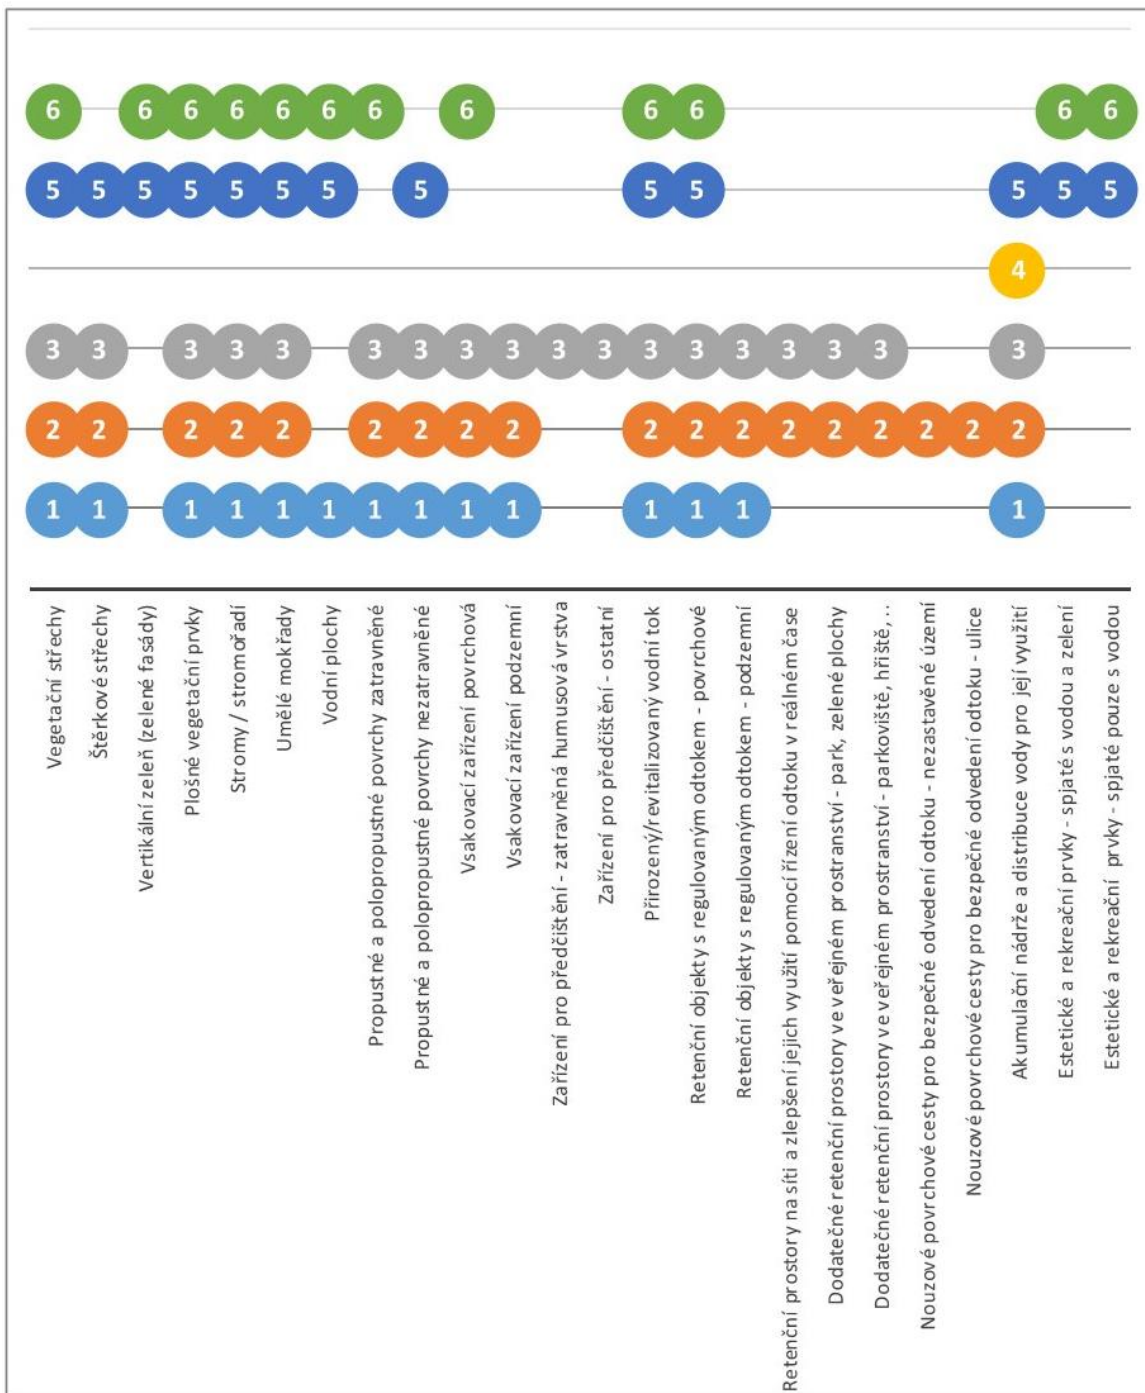 6 6 6 6 6 6 6 6 6 6 6 6
5 5 5 5 5 5 5 5 5 5 5 5 5
4
3 3 3 3 3 3 3 3 3 3 3 3 3 3 3 3 3 3
2 2 2 2 2 2 2 2 2 2 2 2 2 2 2 2 2 2
1 1 1 1 1 1 1 1 1 1 1 1 1 1
Vegetační střechy
Štěrkové střechy
Vertikální zeleň (zelené fasády)
Plošné vegetační prvky
Stromy / stromořadí
Umělé mokřady
Vodní plochy
Propustné a polopropustné povrchy zatravněné
Propustné a polopropustné povrchy nezatravněné
Vsakovací zařízení povrchová
Vsakovací zařízení podzemní
Zařízení pro předčištění - zatravněná humusová vrstva
Zařízení pro předčištění - ostatní
Přirozený/revitalizovaný vodní tok
Retenční objekty s regulovaným odtokem - povrchové
Retenční objekty s regulovaným odtokem - podzemní
Retenční prostory na síti a zlepšení jejich využití pomocí řízení odtoku v reálném čase
Dodatečné retenční prostory ve veřejném prostranství - park, zelené plochy
Dodatečné retenční prostory ve veřejném prostranství - parkoviště, hřiště, ..
Nouzové povrchové cesty pro bezpečné odvedení odtoku - nezastavěné území
Nouzové povrchové cesty pro bezpečné odvedení odtoku - ulice
Akumulační nádrže a distribuce vody pro její využití
Estetické a rekreační prvky - spjaté s vodou a zelení
Estetické a rekreační prvky - spjaté pouze s vodou